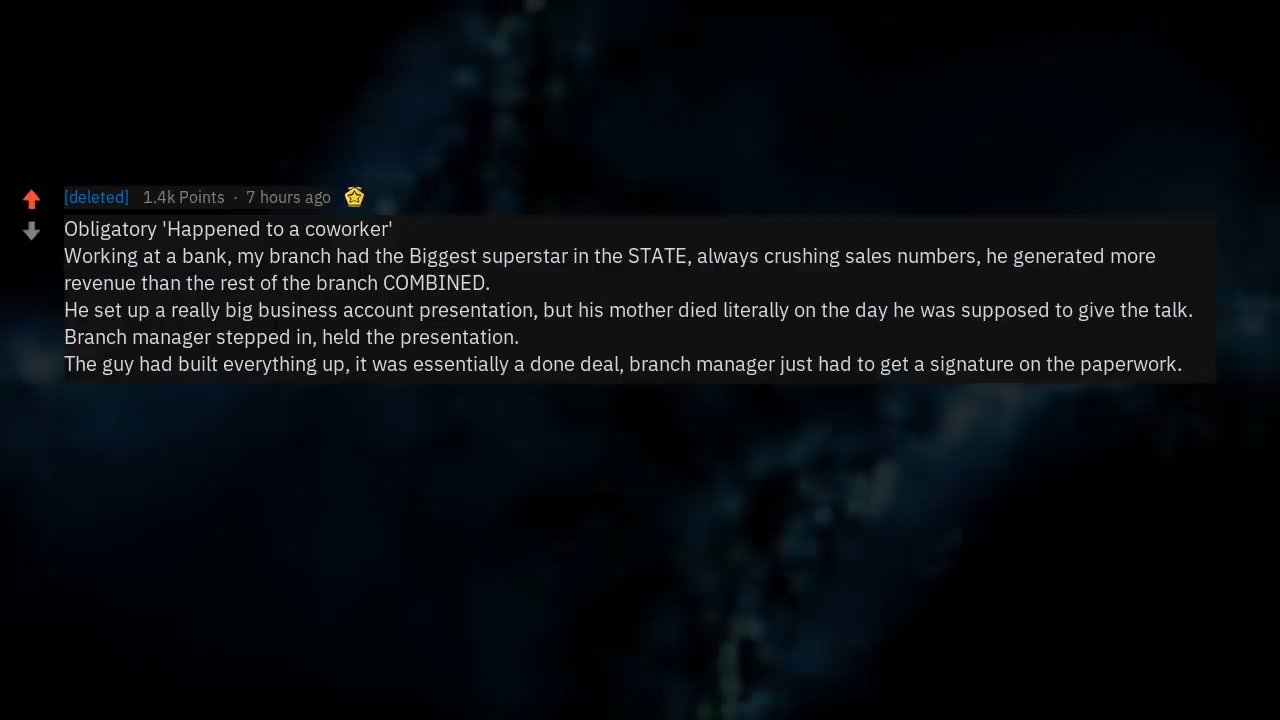 [deleted] 1.4k Points · 7 hours ago
Obligatory 'Happened to a coworker'
Working at a bank, my branch had the Biggest superstar in the STATE, always crushing sales numbers, he generated more
revenue than the rest of the branch COMBINED.
He set up a really big business account presentation, but his mother died literally on the day he was supposed to give the talk.
Branch manager stepped in, held the presentation.
The guy had built everything up, it was essentially a done deal, branch manager just had to get a signature on the paperwork.